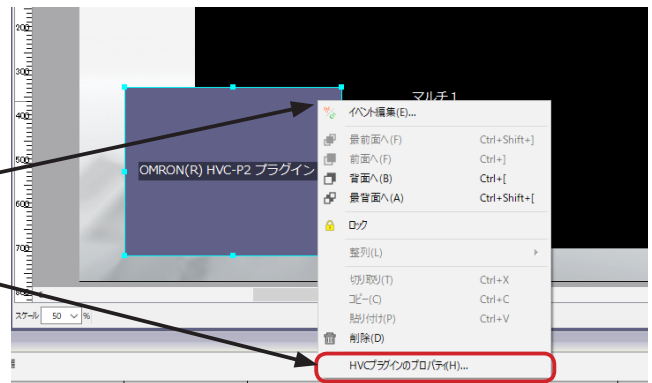 200
300
400
500
600
700
マルチ1
OMRON(R) HVC-P2 プラグイン
イベント編集(E)...
最前面へ(F) Ctrl+Shift+]
前面へ(F) Ctrl+]
背面へ(B) Ctrl+[
最背面へ(A) Ctrl+Shift+[
ロック
整列(L)
切り取り(T) Ctrl+X
コピー(C) Ctrl+C
貼り付け(P) Ctrl+V
削除(D)
HVCプラグインのプロパティ(H)...
スケール 50 %